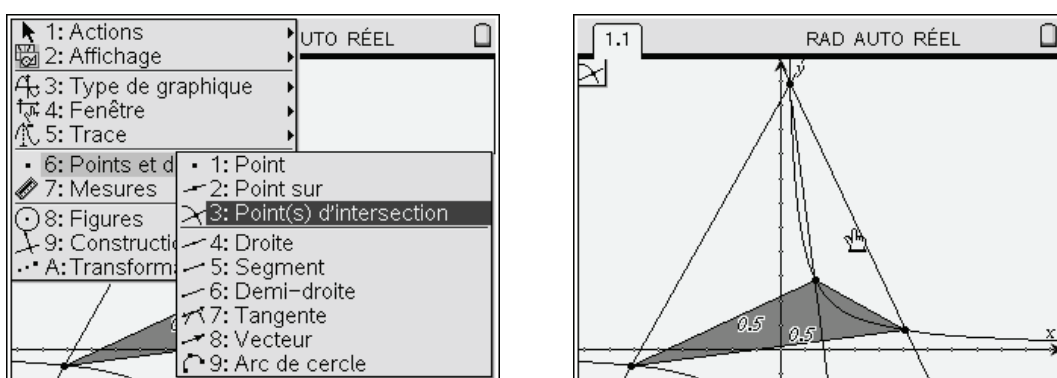 1: Actions
2: Affichage
3: Type de graphique
4: Fenêtre
5: Trace
6: Points et d
7: Mesures
8: Figures
9: Constructi
A: Transform
1: Point
2: Point sur
3: Point(s) d'intersection
4: Droite
5: Segment
6: Demi-droite
7: Tangente
8: Vecteur
9: Arc de cercle
UTO RÉEL
1.1
RAD AUTO RÉEL
y
0.5
0.5
x